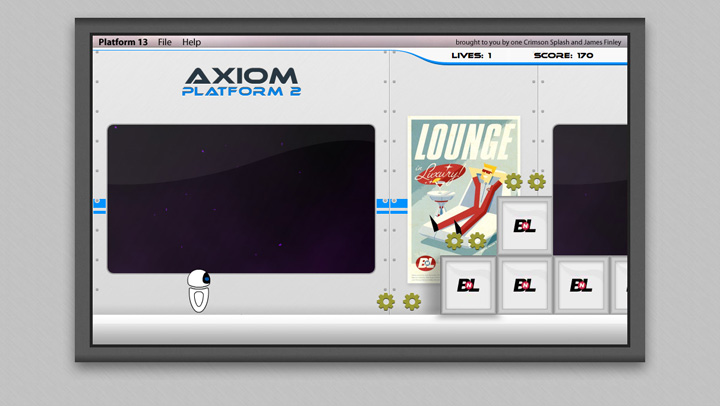 Platform 13 File Help
brought to you by one Crimson Splash and James Finley
LIVES: 1 SCORE: 170
AXIOM
PLATFORM 2
LOUNGE
in Luxury!
BNL
BNL
BNL
BNL
BNL